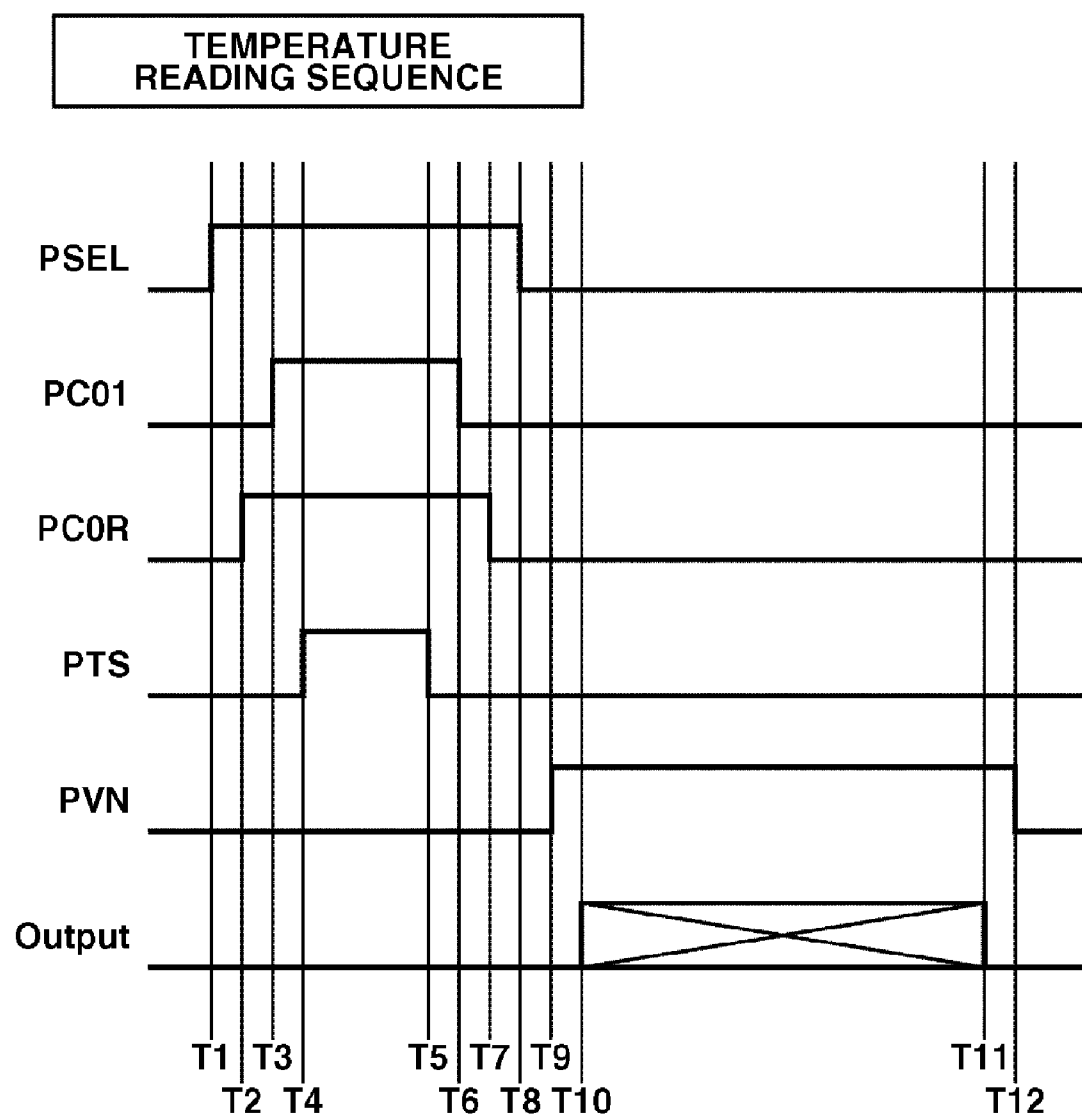 TEMPERATURE
READING SEQUENCE
PSEL
PC01
PC0R
PTS
PVN
Output
T1 T3 T5 T7 T9 T11
T2 T4 T6 T8 T10 T12